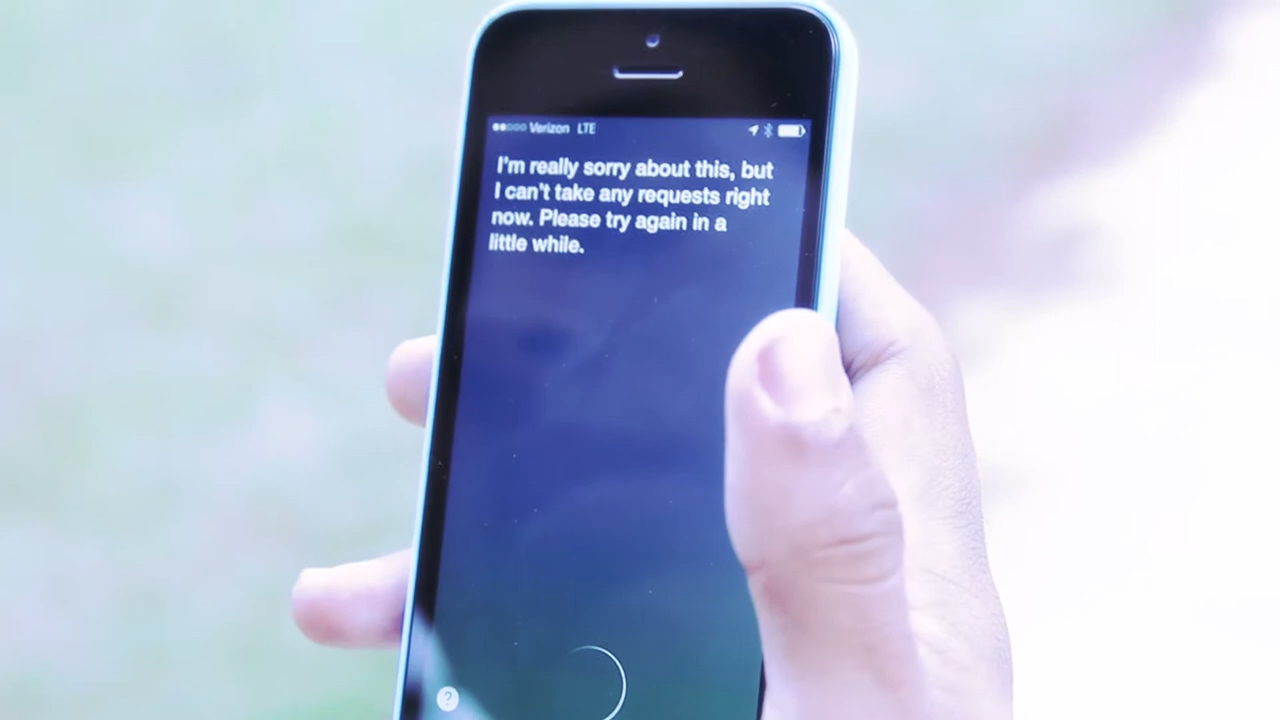 Verizon LTE
I'm really sorry about this, but
I can't take any requests right
now. Please try again in a
little while.
?